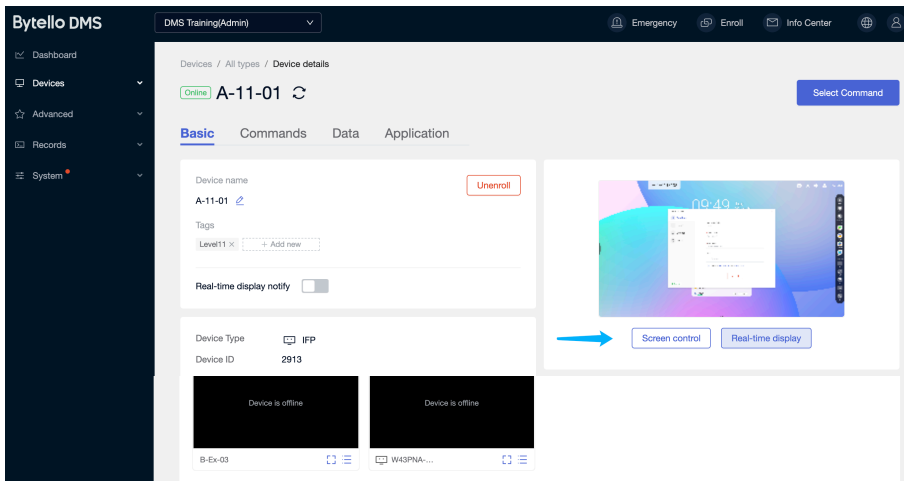 Bytello DMS
DMS Training(Admin)
Emergency
Enroll
Info Center
Dashboard
Devices
Advanced
Records
System
Devices / All types / Device details
Online A-11-01
Select Command
Basic Commands Data Application
Device name
A-11-01
Unenroll
Tags
Level11 ×
+ Add new
Real-time display notify
09:49
Screen control
Real-time display
Device Type IFP
Device ID 2913
Device is offline
Device is offline
B-Ex-03
W43PNA-...